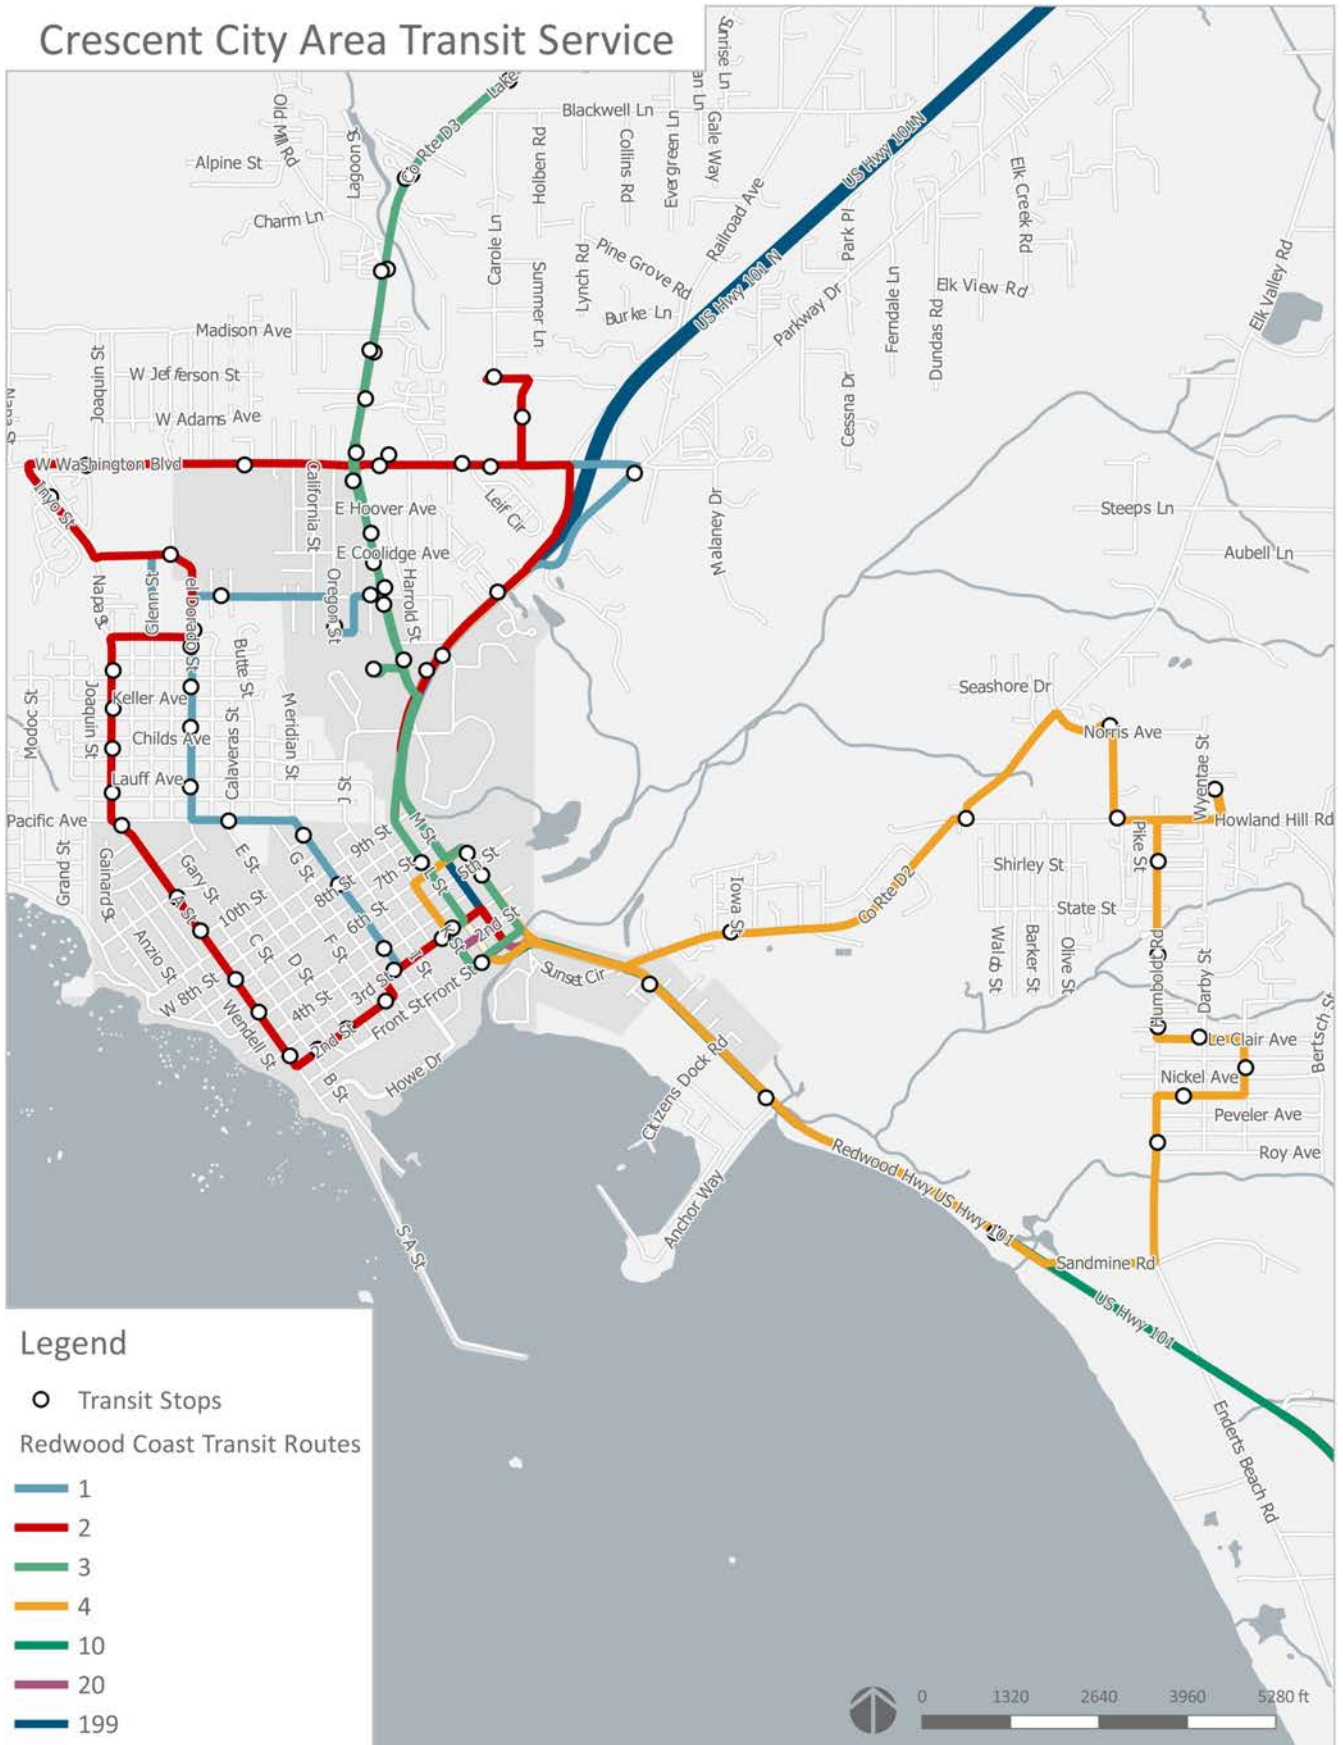 Crescent City Area Transit Service
Sunrise Ln
an Ln
Lake
Blackwell Ln
Old Mill Rd
Lagoon S
Co Rte D3
Holben Rd
Collins Rd
Evergreen Ln
Gale Way
US Hwy 101N
Alpine St
Elk Creek Rd
Charm Ln
Carole Ln
Railroad Ave
Park Pl
Pine Grove Rd
Lynch Rd
Summer Ln
US Hwy 101 N
Elk Valley Rd
Elk View Rd
Burke Ln
Parkway Dr
Ferndale Ln
Dundas Rd
Madison Ave
Joaquin St
W Jefferson St
W Adams Ave
Cessna Dr
W Washington Blvd
Inyo St
California St
Leif Cir
E Hoover Ave
E Coolidge Ave
Malaney Dr
Steeps Ln
Aubell Ln
Napa St
Glenn St
el Dorado St
Oregon St
Harrold St
Butte St
Modoc St
Joaquin St
Keller Ave
Childs Ave
Lauff Ave
Calaveras St
Meridian St
J St
Seashore Dr
Norris Ave
Wyentae St
Howland Hill Rd
Pacific Ave
Grand St
Gainard St
Gary St
E St
G St
9th St
M St
7th St
5th St
8th St
Pike St
Shirley St
Iowa St
Co Rte D2
A St
10th St
6th St
L St
K St
2nd St
State St
Anzio St
C St
D St
F St
I St
Walnb St
Barker St
Olive St
Humboldt Rd
Darby St
W 8th St
4th St
3rd St
Front St
Front St
Sunset Cir
Wendell St
2nd St
B St
Howe Dr
Citizens Dock Rd
Le Clair Ave
Bertsch St
Nickel Ave
Peveler Ave
Roy Ave
Anchor Way
Redwood Hwy US Hwy 101
S A St
Sandmine Rd
US Hwy 101
Enderts Beach Rd
Legend
Transit Stops
Redwood Coast Transit Routes
1
2
3
4
10
20
199
0 1320 2640 3960 5280 ft